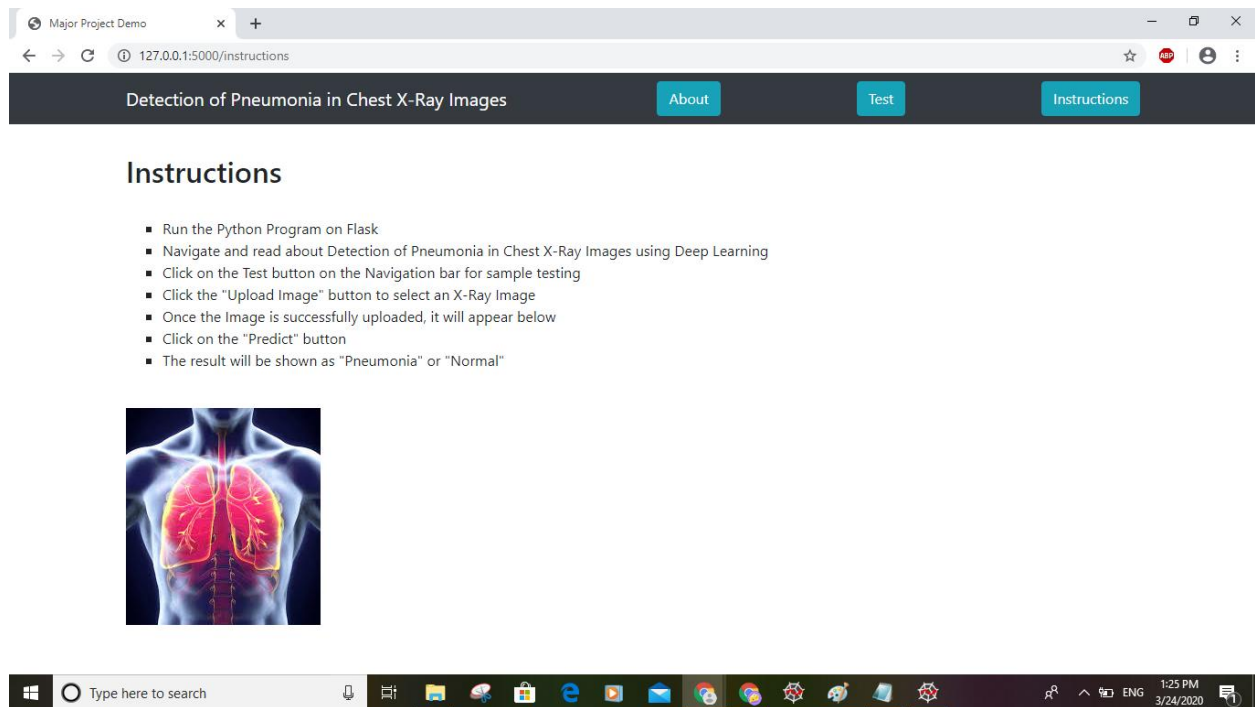 Major Project Demo
127.0.0.1:5000/instructions
ABP
Detection of Pneumonia in Chest X-Ray Images
About
Test
Instructions
Instructions
Run the Python Program on Flask
Navigate and read about Detection of Pneumonia in Chest X-Ray Images using Deep Learning
Click on the Test button on the Navigation bar for sample testing
Click the "Upload Image" button to select an X-Ray Image
Once the Image is successfully uploaded, it will appear below
Click on the "Predict" button
The result will be shown as "Pneumonia" or "Normal"
Type here to search
ENG
1:25 PM
3/24/2020
1